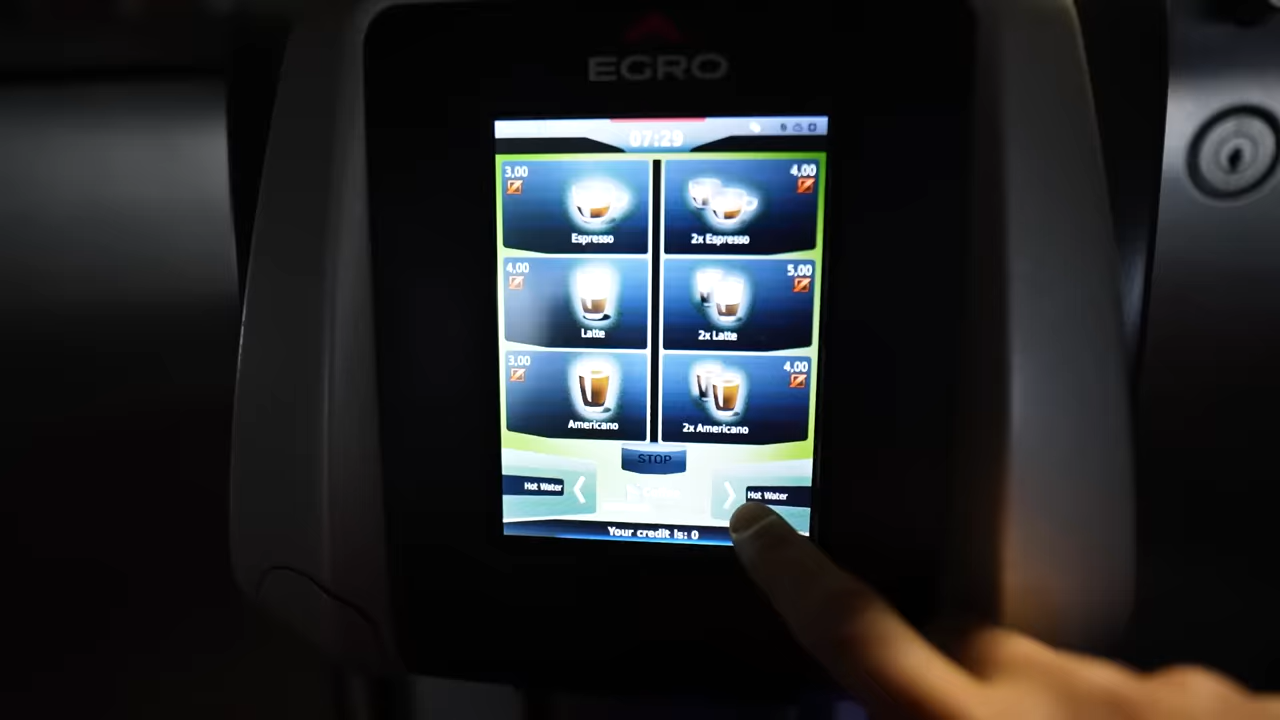 EGRO
07:29
3,00
Espresso
4,00
2x Espresso
4,00
Latte
5,00
2x Latte
3,00
Americano
4,00
2x Americano
STOP
Hot Water
Hot Water
Your credit is: 0